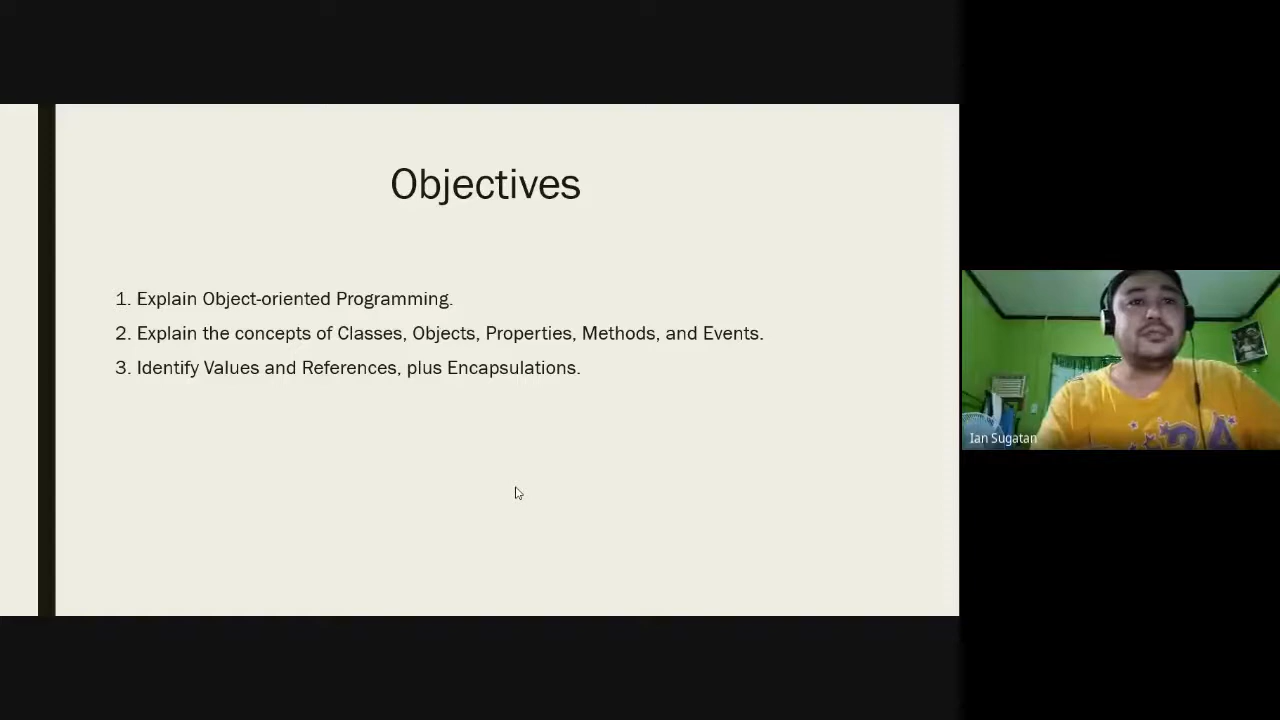 Objectives
1. Explain Object-oriented Programming.
2. Explain the concepts of Classes, Objects, Properties, Methods, and Events.
3. Identify Values and References, plus Encapsulations.
Ian Sugatan